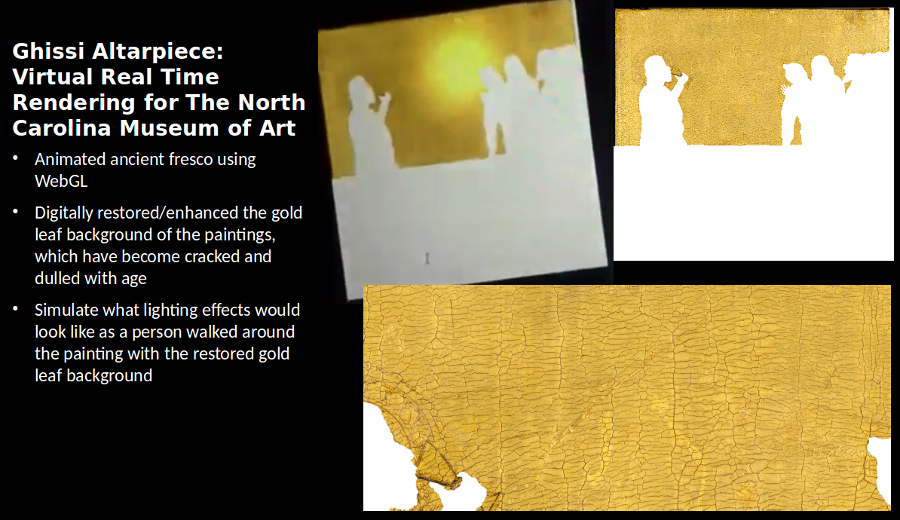 Ghissi Altarpiece:
Virtual Real Time
Rendering for The North
Carolina Museum of Art
• Animated ancient fresco using
WebGL
• Digitally restored/enhanced the gold
leaf background of the paintings,
which have become cracked and
dulled with age
• Simulate what lighting effects would
look like as a person walked around
the painting with the restored gold
leaf background